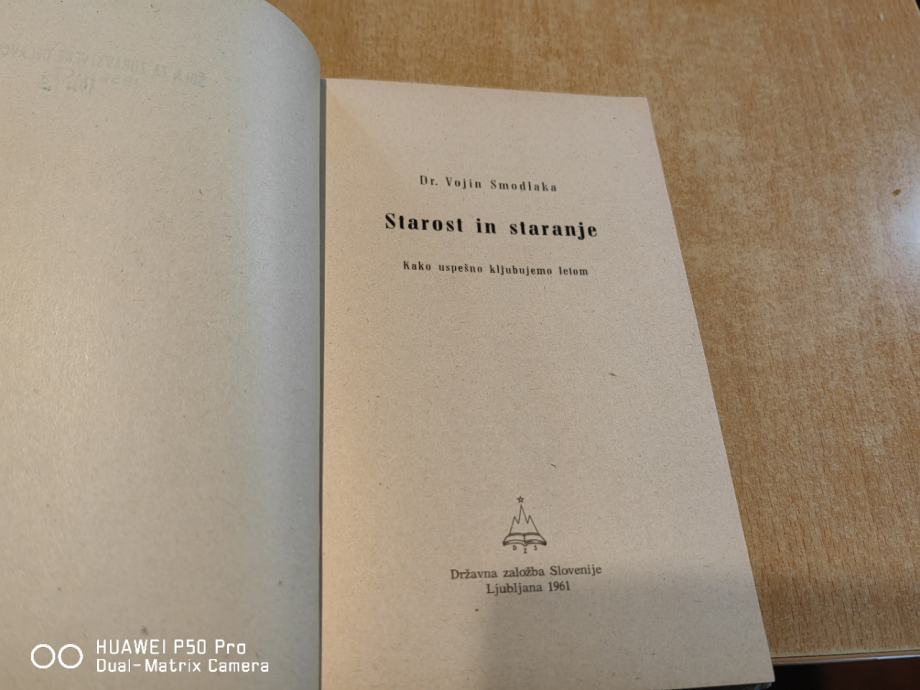 Dr. Vojin Smodlaka
Starost in staranje
Kako uspešno kljubujemo letom
DZS
Državna založba Slovenije
Ljubljana 1961
HUAWEI P50 Pro
Dual-Matrix Camera